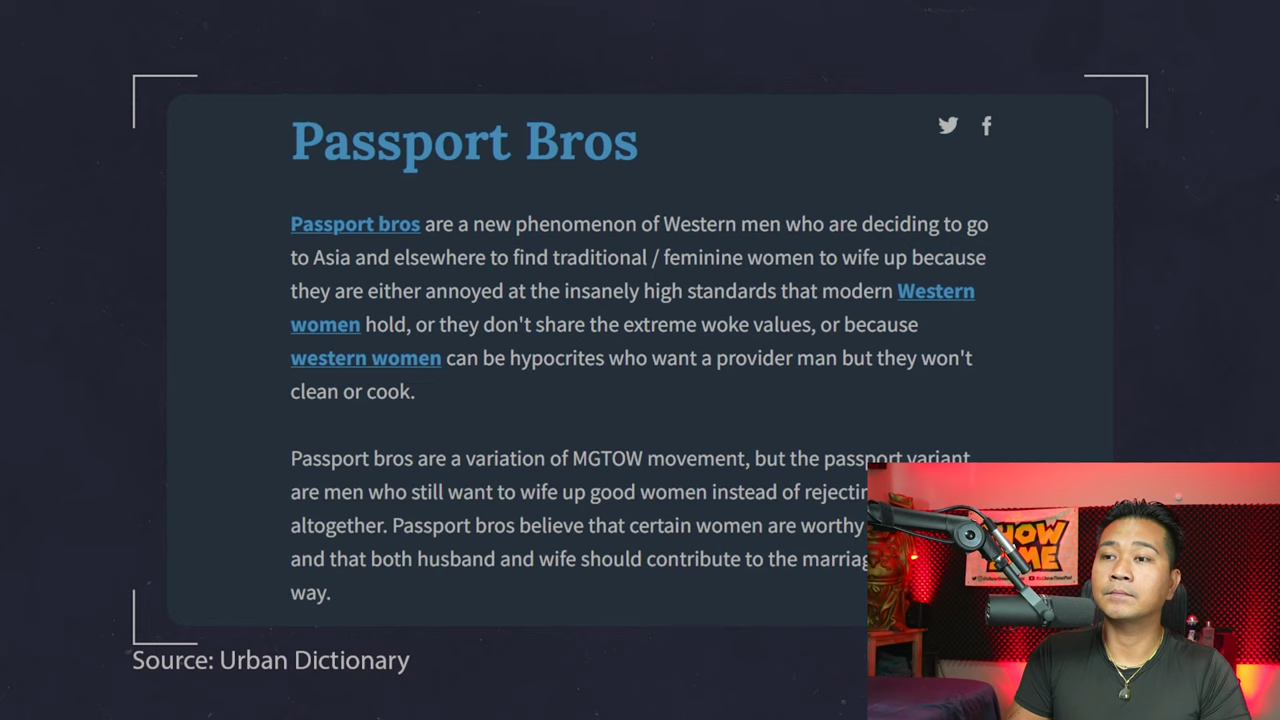 Passport Bros
Passport bros are a new phenomenon of Western men who are deciding to go
to Asia and elsewhere to find traditional / feminine women to wife up because
they are either annoyed at the insanely high standards that modern Western
women hold, or they don't share the extreme woke values, or because
western women can be hypocrites who want a provider man but they won't
clean or cook.
Passport bros are a variation of MGTOW movement, but the passport variant
are men who still want to wife up good women instead of
altogether. Passport bros believe that certain women are worthy
and that both husband and wife should contribute to the
way.
Source: Urban Dictionary